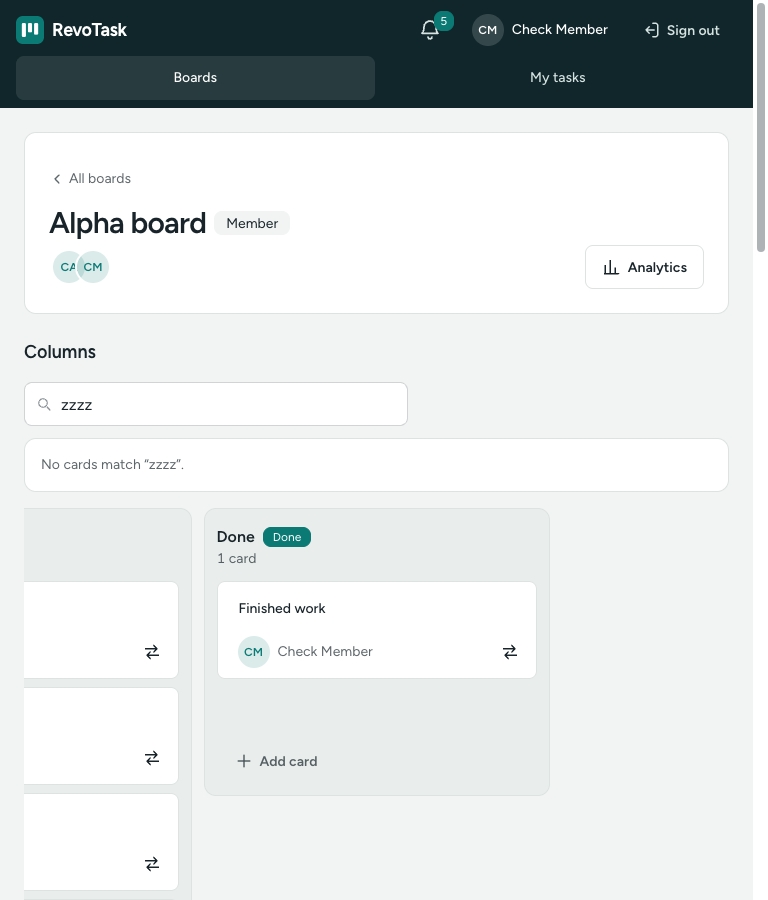 RevoTask
5
CM
Check Member
Sign out
Boards
My tasks
All boards
Alpha board
Member
CA
CM
Analytics
Columns
zzzz
No cards match “zzzz”.
Done
Done
1 card
Finished work
CM
Check Member
Add card